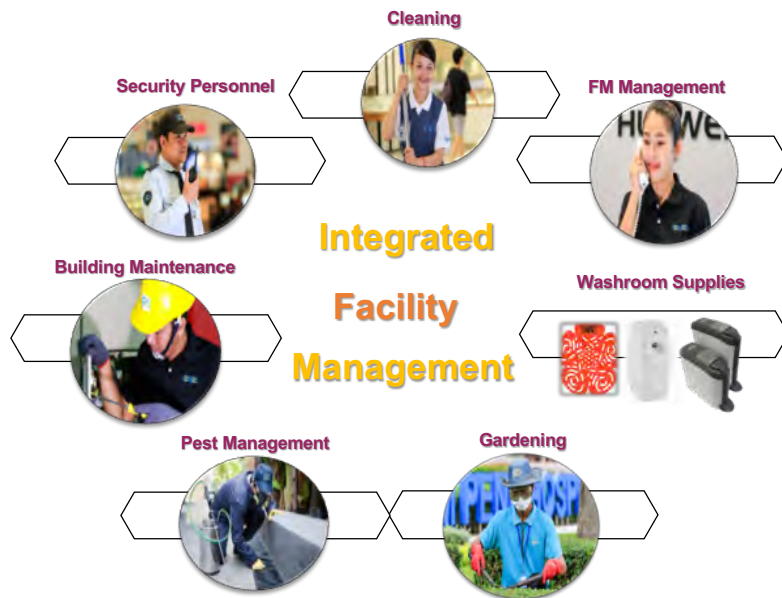 Cleaning
Security Personnel
FM Management
Integrated
Building Maintenance
Washroom Supplies
Facility
Management
Pest Management
Gardening